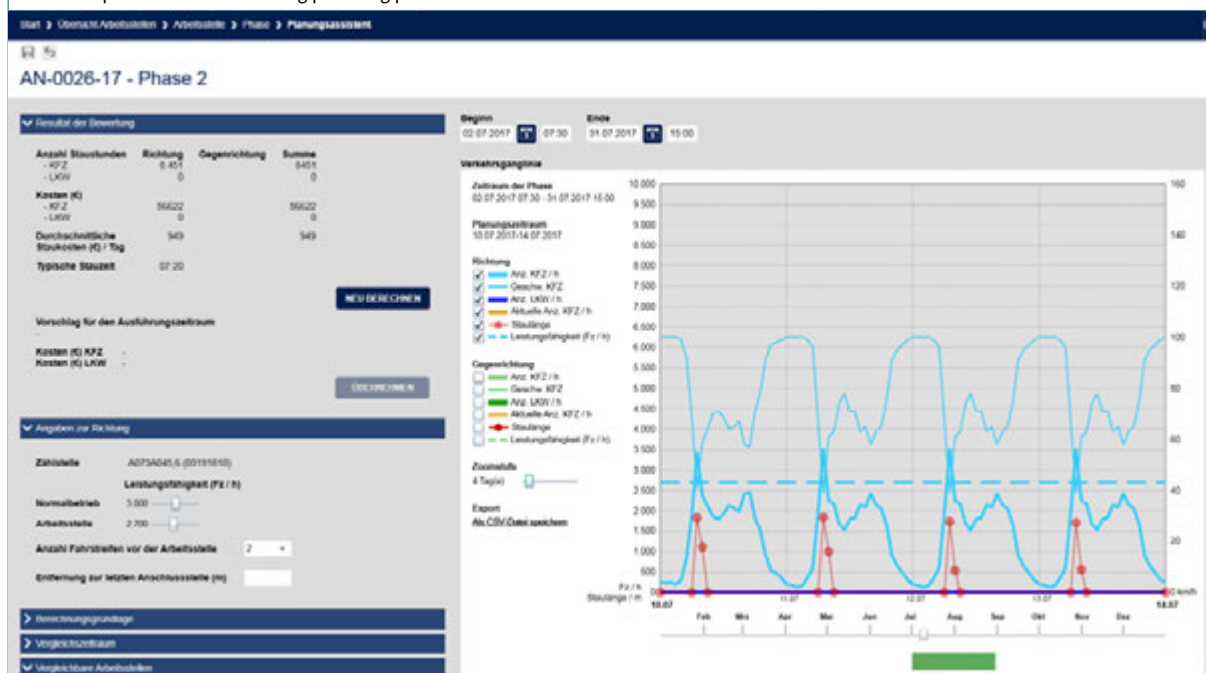 Start > Übersicht Arbeitsstellen > Arbeitsstelle > Phase > Planungsassistent
AN-0026-17 - Phase 2
Resultat der Bewertung
Anzahl Staustunden Richtung Gegenrichtung Summe
- KFZ 6.451 6451
- LKW 0 0
Kosten (€)
- KFZ 56622 56622
- LKW 0 0
Durchschnittliche 949 949
Staukosten (€) / Tag
Typische Stauzeit 07:20
NEU BERECHNEN
Vorschlag für den Ausführungszeitraum
-
Kosten (€) KFZ -
Kosten (€) LKW -
ÜBERNEHMEN
Angaben zur Richtung
Zählstelle A073A045,6 (00191810)
Leistungsfähigkeit (Fz / h)
Normalbetrieb 3.000
Arbeitsstelle 2.700
Anzahl Fahrstreifen vor der Arbeitsstelle 2
Entfernung zur letzten Anschlussstelle (m)
Berechnungsgrundlage
Vergleichszeitraum
Vergleichbare Arbeitsstellen
Beginn Ende
02.07.2017 07:30 31.07.2017 15:00
Verkehrsganglinie
Zeitraum der Phase
02.07.2017 07:30 - 31.07.2017 15:00
Planungszeitraum
10.07.2017-14.07.2017
Richtung
Anz. KFZ / h
Geschw. KFZ
Anz. LKW / h
Aktuelle Anz. KFZ / h
Staulänge
Leistungsfähigkeit (Fz / h)
Gegenrichtung
Anz. KFZ / h
Geschw. KFZ
Anz. LKW / h
Aktuelle Anz. KFZ / h
Staulänge
Leistungsfähigkeit (Fz / h)
Zoomstufe
4 Tag(e)
Export
Als CSV-Datei speichern
10.000 160
9.500
9.000
8.500 140
8.000
7.500 120
7.000
6.500
6.000 100
5.500
5.000 80
4.500
4.000
3.500 60
3.000
2.500 40
2.000
1.500
1.000 20
500
Fz / h 0 0 km/h
Staulänge / m
10.07 11.07 12.07 13.07 14.07
Feb Mrz Apr Mai Jun Jul Aug Sep Okt Nov Dez